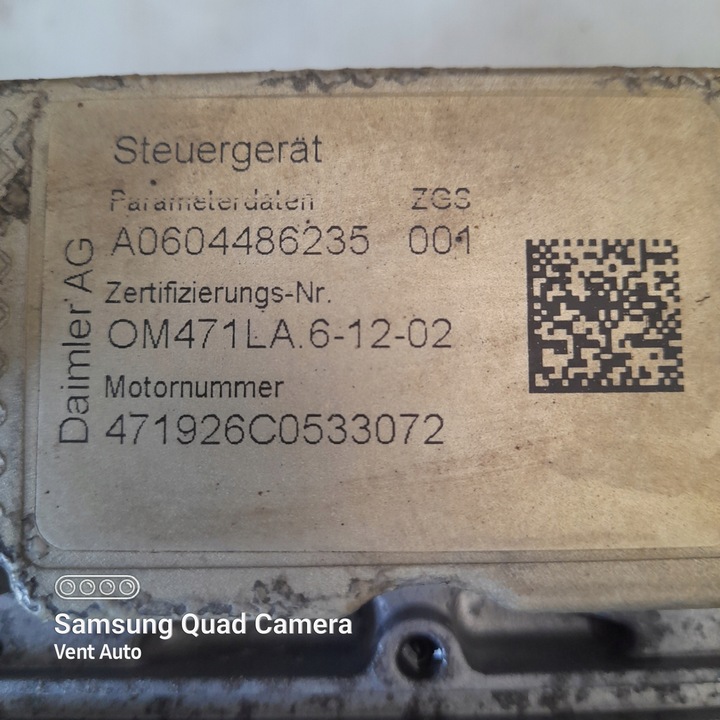 Steuergerät
Parameterdaten ZGS
A0604486235 001
Zertifizierungs-Nr.
OM471LA.6-12-02
Motornummer
471926C0533072
Daimler AG
Samsung Quad Camera
Vent Auto